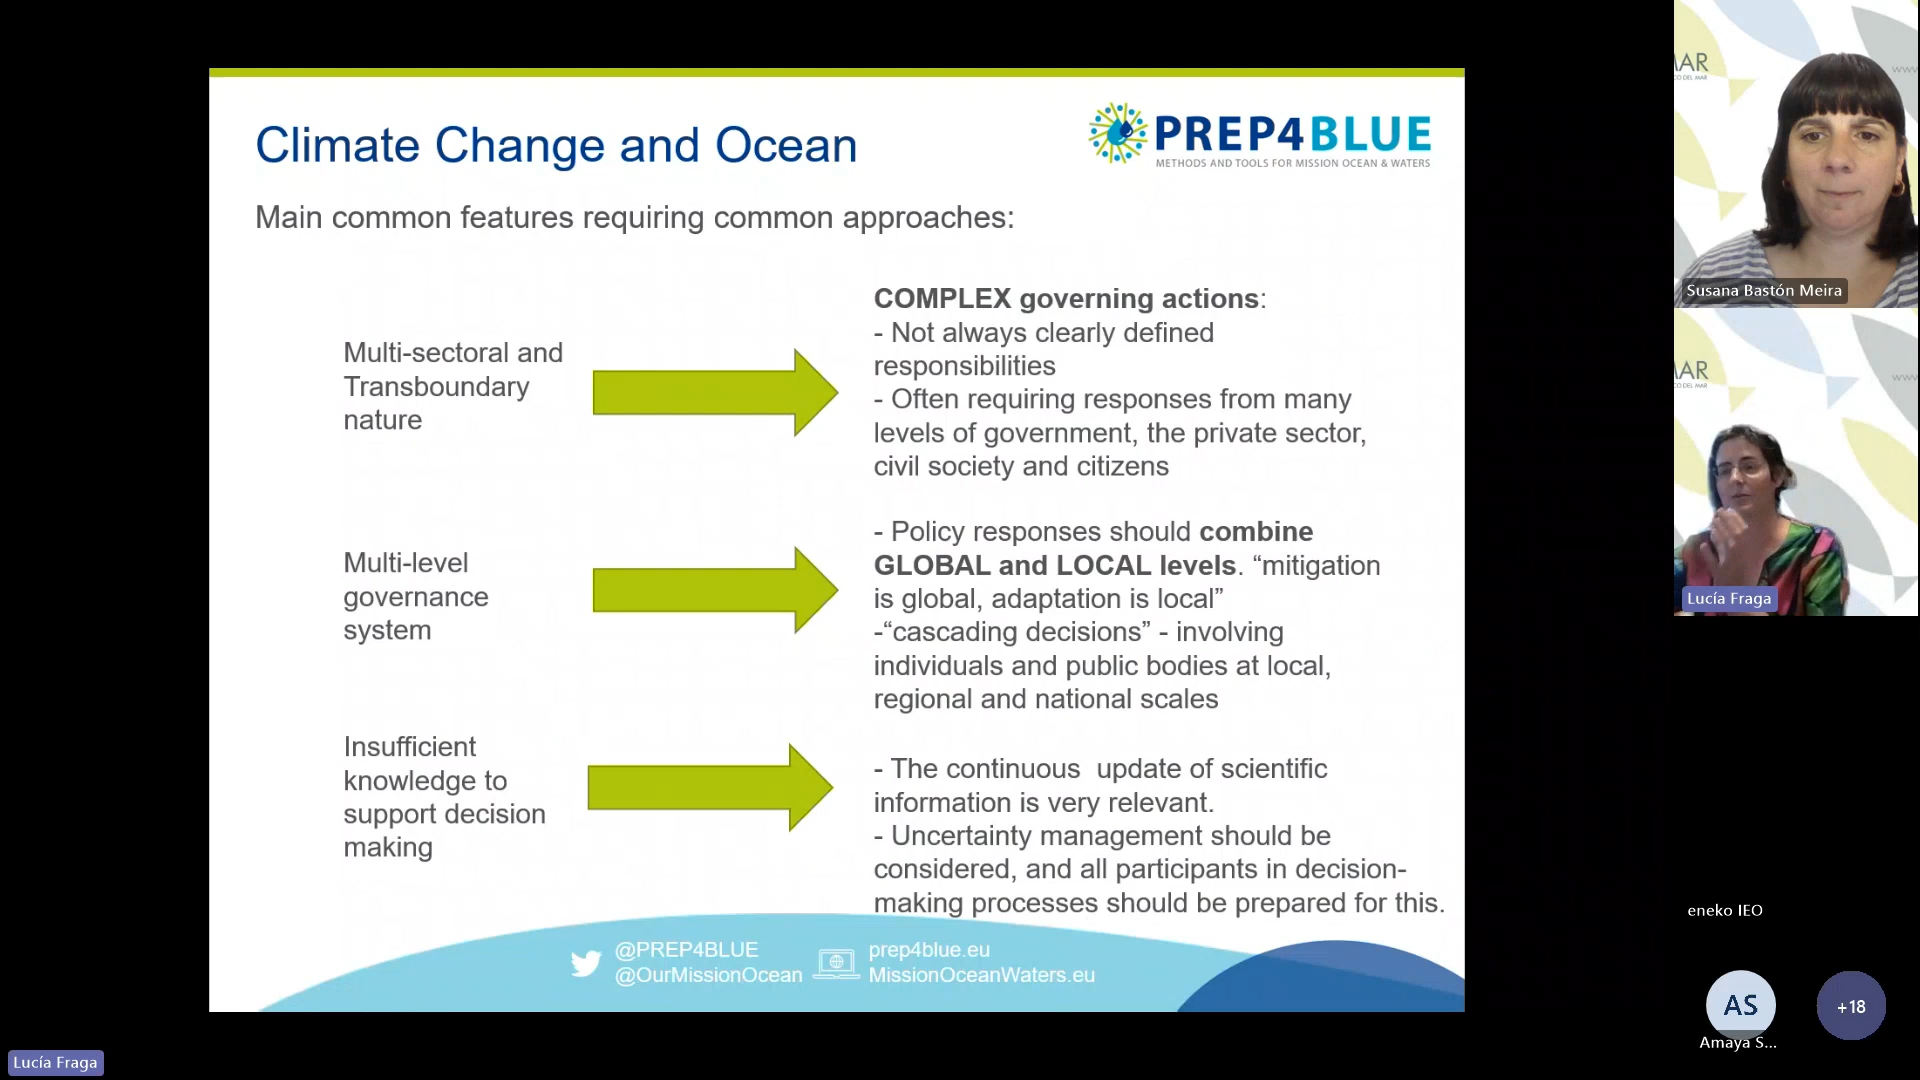 Climate Change and Ocean
PREP4BLUE
METHODS AND TOOLS FOR MISSION OCEAN & WATERS
Main common features requiring common approaches:
Multi-sectoral and
Transboundary
nature
COMPLEX governing actions:
- Not always clearly defined
responsibilities
- Often requiring responses from many
levels of government, the private sector,
civil society and citizens
Multi-level
governance
system
- Policy responses should combine
GLOBAL and LOCAL levels. “mitigation
is global, adaptation is local”
-“cascading decisions” - involving
individuals and public bodies at local,
regional and national scales
Insufficient
knowledge to
support decision
making
- The continuous  update of scientific
information is very relevant.
- Uncertainty management should be
considered, and all participants in decision-
making processes should be prepared for this.
@PREP4BLUE
@OurMissionOcean
prep4blue.eu
MissionOceanWaters.eu
Lucía Fraga
Susana Bastón Meira
Lucía Fraga
eneko IEO
AS
Amaya S...
+18